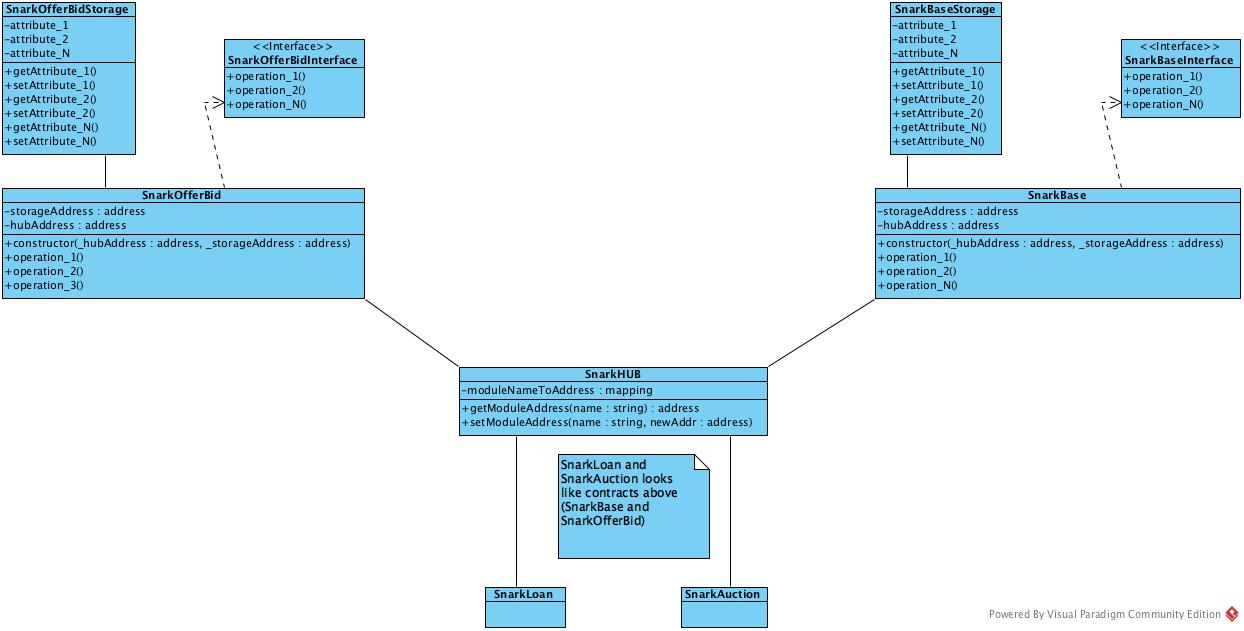 SnarkOfferBidStorage
-attribute_1
-attribute_2
-attribute_N
+getAttribute_1()
+setAttribute_1()
+getAttribute_2()
+setAttribute_2()
+getAttribute_N()
+setAttribute_N()
<<Interface>>
SnarkOfferBidInterface
+operation_1()
+operation_2()
+operation_N()
SnarkBaseStorage
-attribute_1
-attribute_2
-attribute_N
+getAttribute_1()
+setAttribute_1()
+getAttribute_2()
+setAttribute_2()
+getAttribute_N()
+setAttribute_N()
<<Interface>>
SnarkBaseInterface
+operation_1()
+operation_2()
+operation_N()
SnarkOfferBid
-storageAddress : address
-hubAddress : address
+constructor(_hubAddress : address, _storageAddress : address)
+operation_1()
+operation_2()
+operation_3()
SnarkBase
-storageAddress : address
-hubAddress : address
+constructor(_hubAddress : address, _storageAddress : address)
+operation_1()
+operation_2()
+operation_N()
SnarkHUB
-moduleNameToAddress : mapping
+getModuleAddress(name : string) : address
+setModuleAddress(name : string, newAddr : address)
SnarkLoan and
SnarkAuction looks
like contracts above
(SnarkBase and
SnarkOfferBid)
SnarkLoan
SnarkAuction
Powered By Visual Paradigm Community Edition